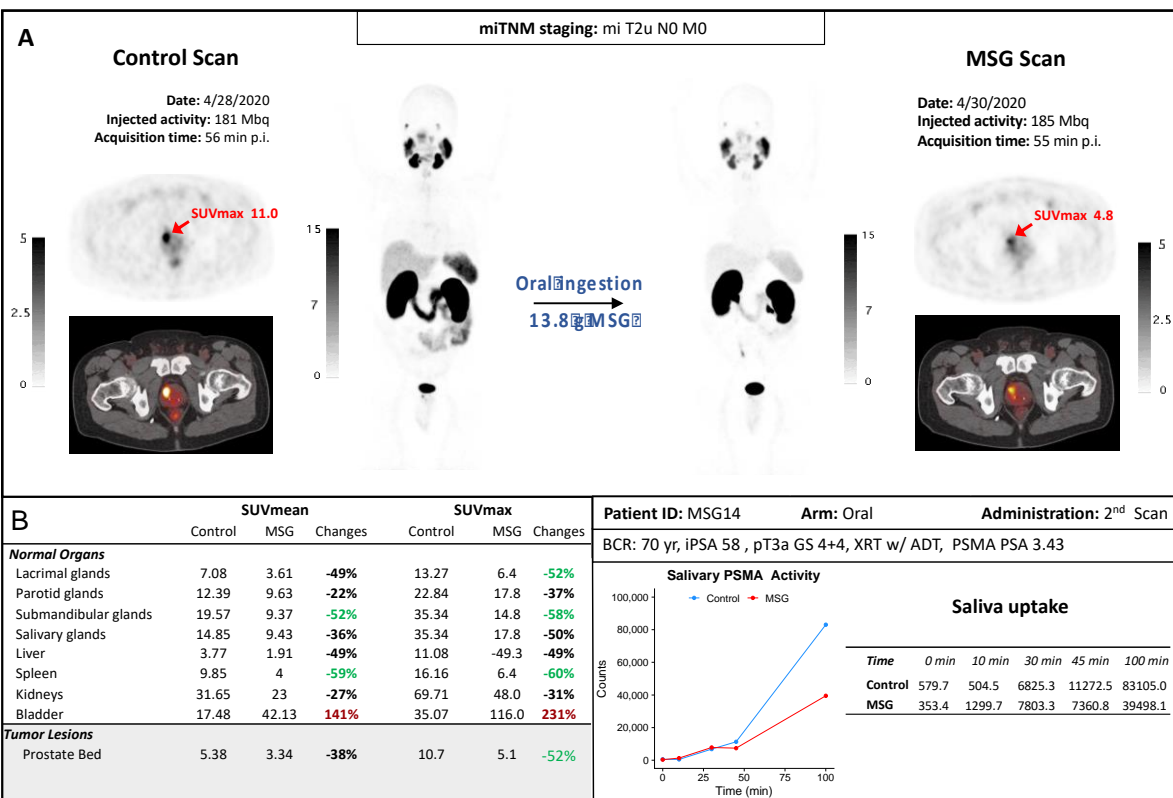 A
miTNM staging: mi T2u N0 M0
Control Scan
Date: 4/28/2020
Injected activity: 181 Mbq
Acquisition time: 56 min p.i.
SUVmax 11.0
5
2.5
0
15
7
0
Oral Ingestion
13.8 g MSG
MSG Scan
Date: 4/30/2020
Injected activity: 185 Mbq
Acquisition time: 55 min p.i.
SUVmax 4.8
15
7
0
5
2.5
0
B
SUVmean SUVmax
Control MSG Changes Control MSG Changes
Normal Organs
Lacrimal glands 7.08 3.61 -49% 13.27 6.4 -52%
Parotid glands 12.39 9.63 -22% 22.84 17.8 -37%
Submandibular glands 19.57 9.37 -52% 35.34 14.8 -58%
Salivary glands 14.85 9.43 -36% 35.34 17.8 -50%
Liver 3.77 1.91 -49% 11.08 -49.3 -49%
Spleen 9.85 4 -59% 16.16 6.4 -60%
Kidneys 31.65 23 -27% 69.71 48.0 -31%
Bladder 17.48 42.13 141% 35.07 116.0 231%
Tumor Lesions
Prostate Bed 5.38 3.34 -38% 10.7 5.1 -52%
Patient ID: MSG14 Arm: Oral Administration: 2nd Scan
BCR: 70 yr, iPSA 58 , pT3a GS 4+4, XRT w/ ADT, PSMA PSA 3.43
Salivary PSMA Activity
Control MSG
100,000
80,000
60,000
40,000
20,000
0
Counts
0 25 50 75 100
Time (min)
Saliva uptake
Time 0 min 10 min 30 min 45 min 100 min
Control 579.7 504.5 6825.3 11272.5 83105.0
MSG 353.4 1299.7 7803.3 7360.8 39498.1